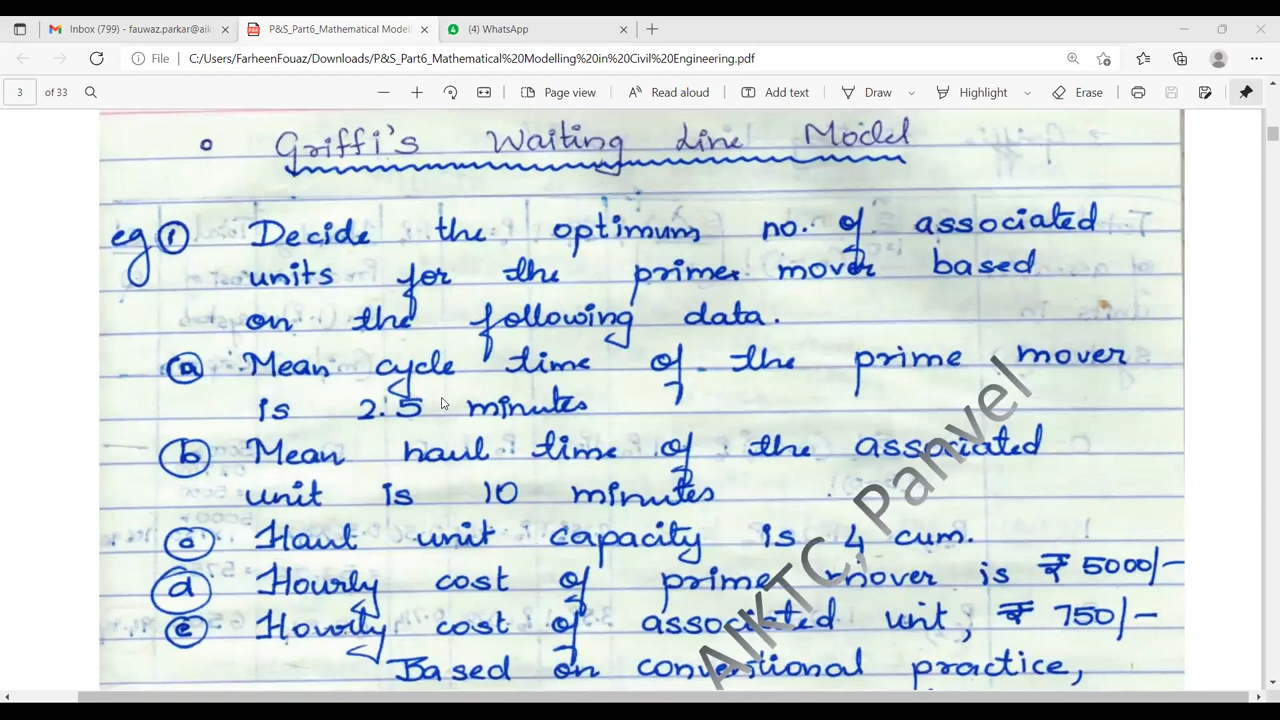 Inbox (799) - fauwaz.parkar@aik
P&S_Part6_Mathematical Modell
(4) WhatsApp
File
C:/Users/FarheenFouaz/Downloads/P&S_Part6_Mathematical%20Modelling%20in%20Civil%20Engineering.pdf
3 of 33
Page view
Read aloud
Add text
Draw
Highlight
Erase
Griffi's Waiting Line Model
eg ① Decide the optimum no. of associated
units for the prime mover based
on the following data.
ⓐ Mean cycle time of the prime mover
is 2.5 minutes
ⓑ Mean haul time of the associated
unit is 10 minutes
ⓒ Haul unit capacity is 4 cum.
ⓓ Hourly cost of prime mover is ₹ 5000/-
ⓔ Hourly cost of associated unit, ₹ 750/-
Based on conventional practice,
AIKTC, Panvel